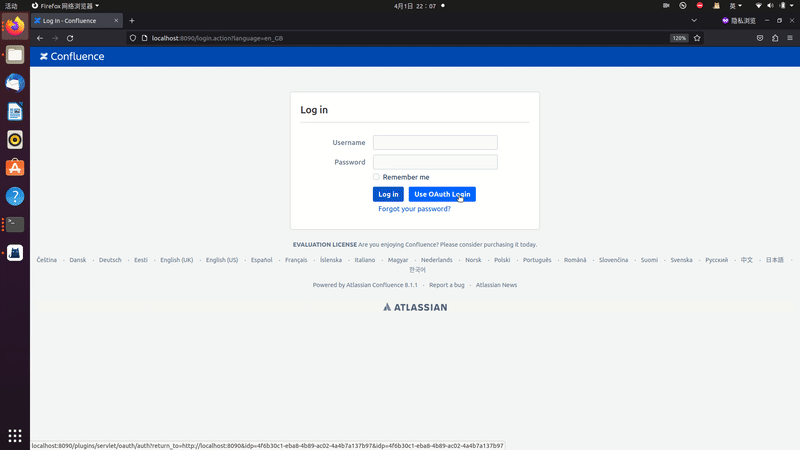 活动
Firefox 网络浏览器
4月1日 22：07
英
Log In - Confluence
隐私浏览
localhost:8090/login.action?language=en_GB
120%
Confluence
Log in
Username
Password
Remember me
Log in
Use OAuth Login
Forgot your password?
EVALUATION LICENSE Are you enjoying Confluence? Please consider purchasing it today.
Čeština · Dansk · Deutsch · Eesti · English (UK) · English (US) · Español · Français · Íslenska · Italiano · Magyar · Nederlands · Norsk · Polski · Português · Română · Slovenčina · Suomi · Svenska · Русский · 中文 · 日本語 ·
한국어
Powered by Atlassian Confluence 8.1.1 · Report a bug · Atlassian News
ATLASSIAN
localhost:8090/plugins/servlet/oauth/auth?return_to=http://localhost:8090&idp=4f6b30c1-eba8-4b89-ac02-4a4b7a137b97&idp=4f6b30c1-eba8-4b89-ac02-4a4b7a137b97